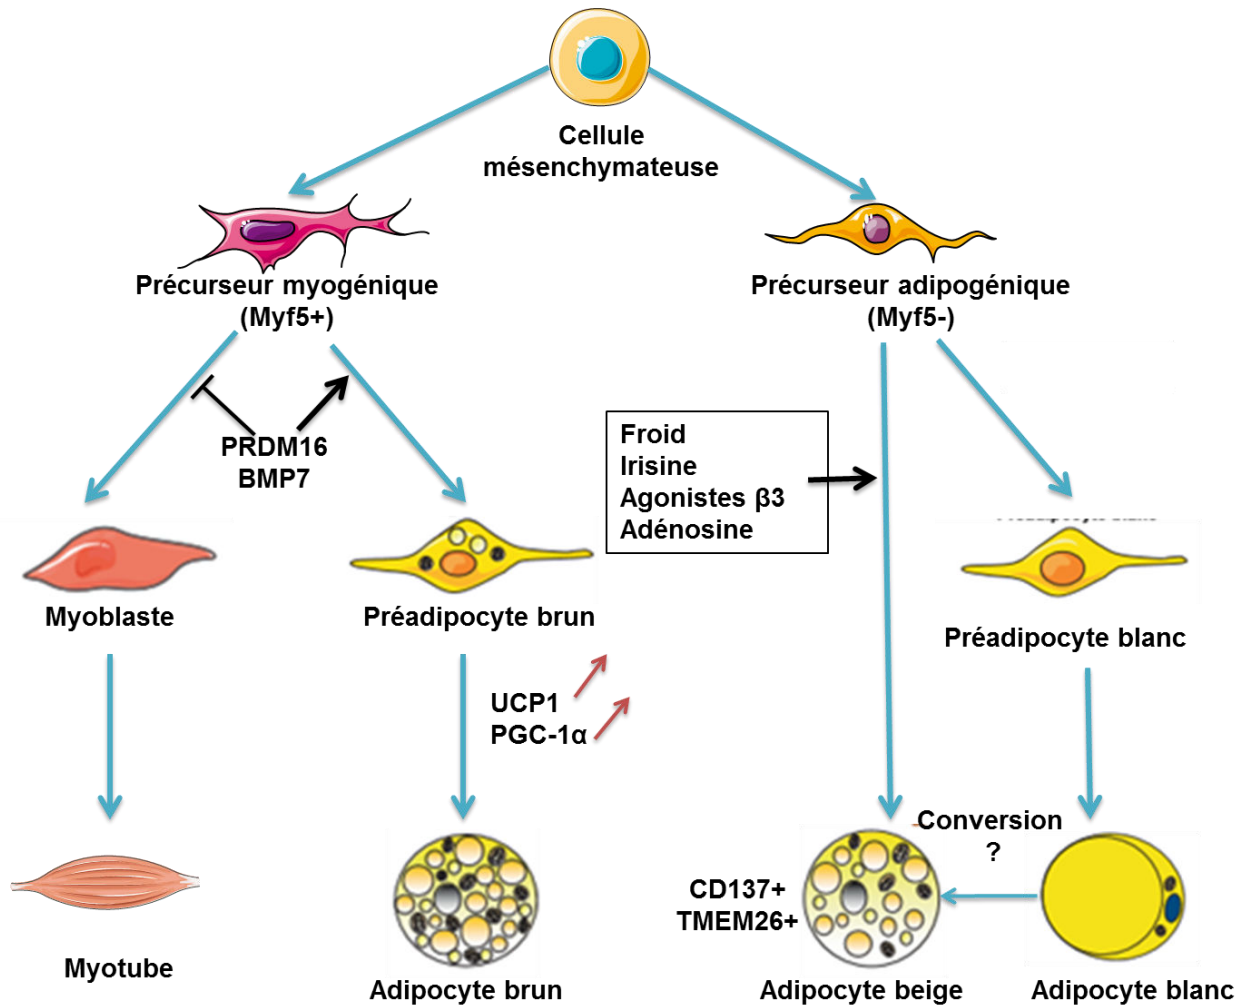 Cellule
mésenchymateuse
Précurseur myogénique
(Myf5+)
Précurseur adipogénique
(Myf5-)
PRDM16
BMP7
Froid
Irisine
Agonistes β3
Adénosine
Myoblaste
Préadipocyte brun
Préadipocyte blanc
UCP1
PGC-1α
Conversion
?
CD137+
TMEM26+
Myotube
Adipocyte brun
Adipocyte beige
Adipocyte blanc